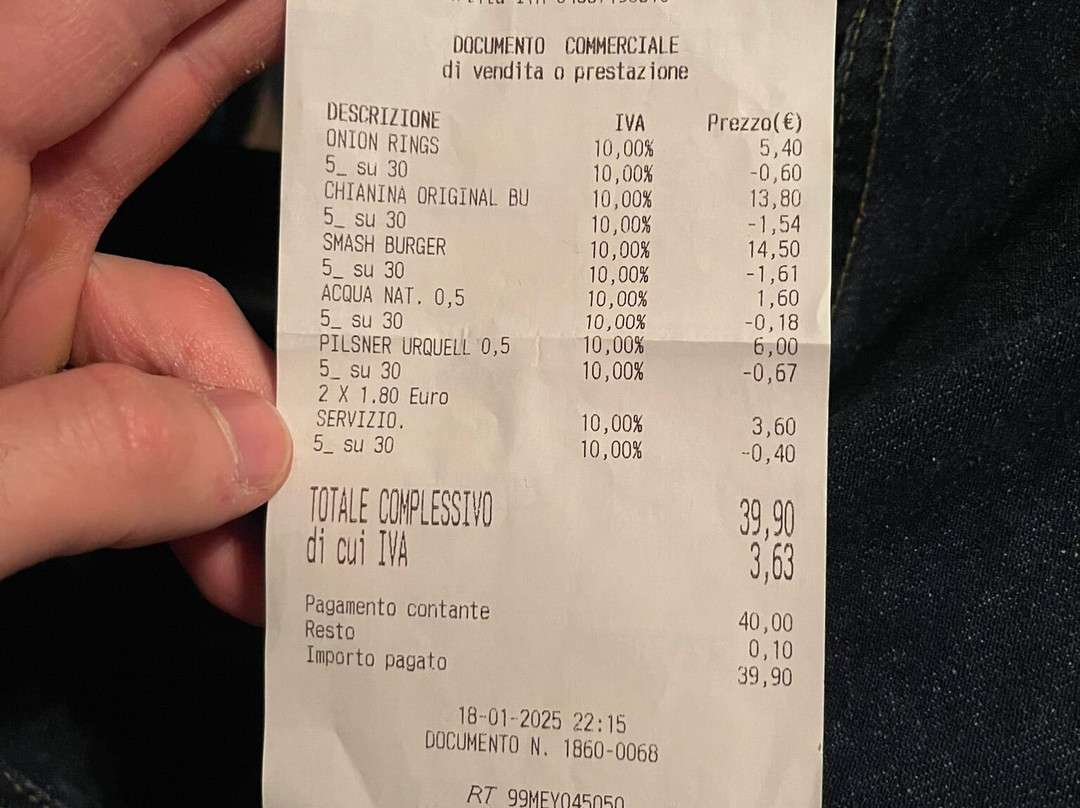 DOCUMENTO COMMERCIALE
di vendita o prestazione
DESCRIZIONE IVA Prezzo(€)
ONION RINGS 10,00% 5,40
5_ su 30 10,00% -0,60
CHIANINA ORIGINAL BU 10,00% 13,80
5_ su 30 10,00% -1,54
SMASH BURGER 10,00% 14,50
5_ su 30 10,00% -1,61
ACQUA NAT. 0,5 10,00% 1,60
5_ su 30 10,00% -0,18
PILSNER URQUELL 0,5 10,00% 6,00
5_ su 30 10,00% -0,67
2 X 1.80 Euro
SERVIZIO. 10,00% 3,60
5_ su 30 10,00% -0,40
TOTALE COMPLESSIVO 39,90
di cui IVA 3,63
Pagamento contante 40,00
Resto 0,10
Importo pagato 39,90
18-01-2025 22:15
DOCUMENTO N. 1860-0068
RT 99MEY045050